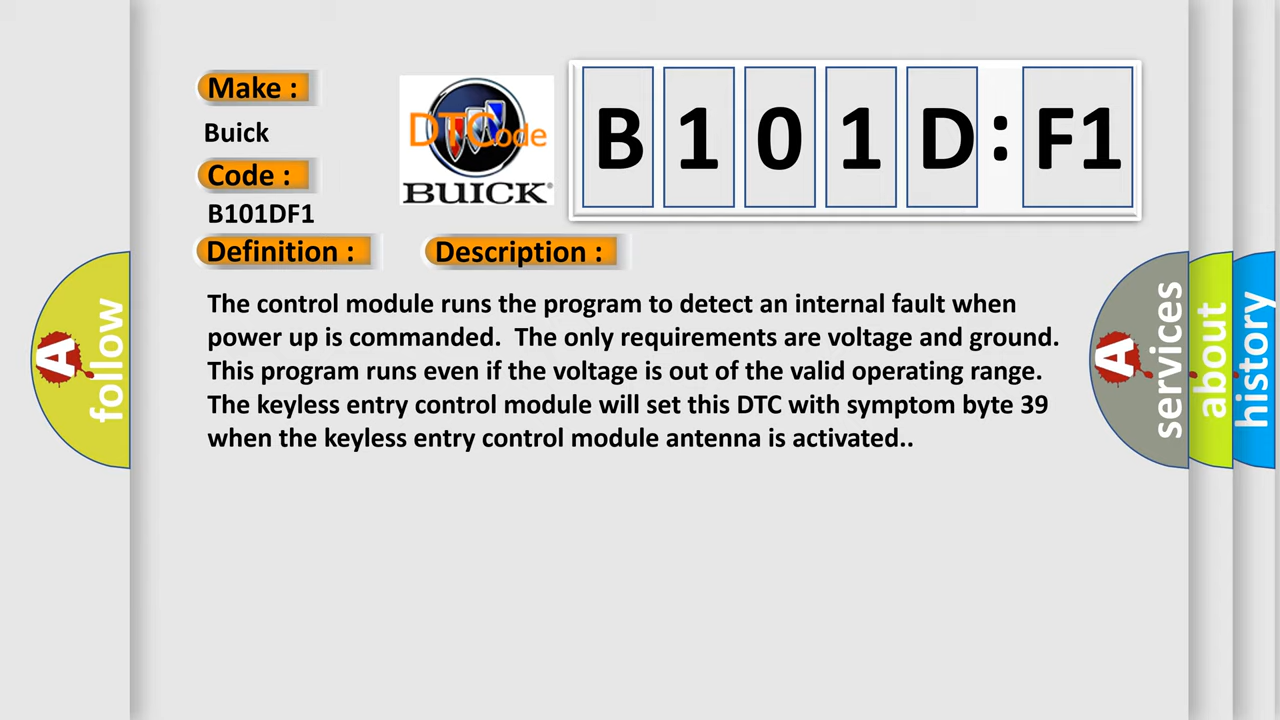 Make :
Buick
Code :
B101DF1
DTCode
BUICK®
B101D:F1
Definition :
Description :
The control module runs the program to detect an internal fault when
power up is commanded. The only requirements are voltage and ground.
This program runs even if the voltage is out of the valid operating range.
The keyless entry control module will set this DTC with symptom byte 39
when the keyless entry control module antenna is activated..
A follow
A services
about
history